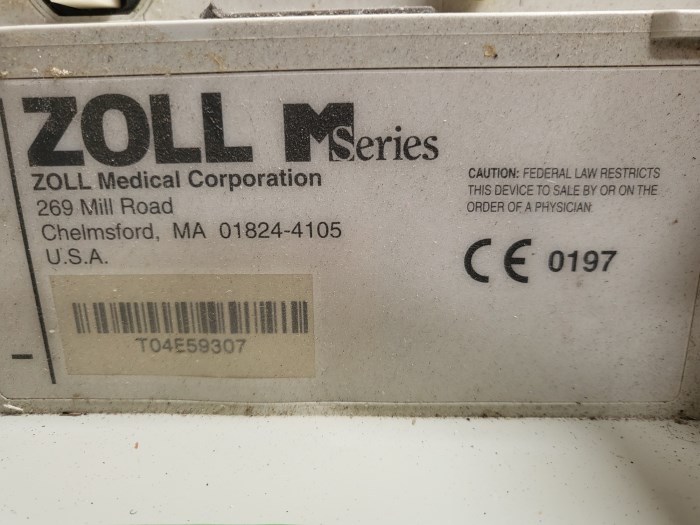 ZOLL M Series
ZOLL Medical Corporation
269 Mill Road
Chelmsford, MA 01824-4105
U.S.A.
T04E59307
CAUTION: FEDERAL LAW RESTRICTS
THIS DEVICE TO SALE BY OR ON THE
ORDER OF A PHYSICIAN
CE 0197